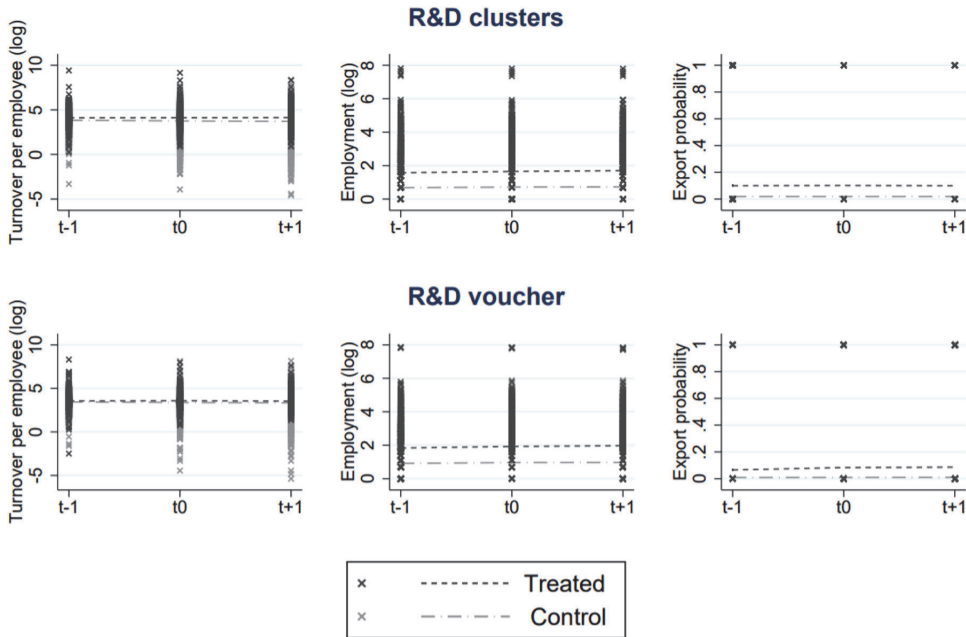 R&D clusters
Turnover per employee (log)
10
5
0
-5
t-1 t0 t+1
Employment (log)
8
6
4
2
0
t-1 t0 t+1
Export probability
1
.8
.6
.4
.2
0
t-1 t0 t+1
R&D voucher
Turnover per employee (log)
10
5
0
-5
t-1 t0 t+1
Employment (log)
8
6
4
2
0
t-1 t0 t+1
Export probability
1
.8
.6
.4
.2
0
t-1 t0 t+1
Treated
Control